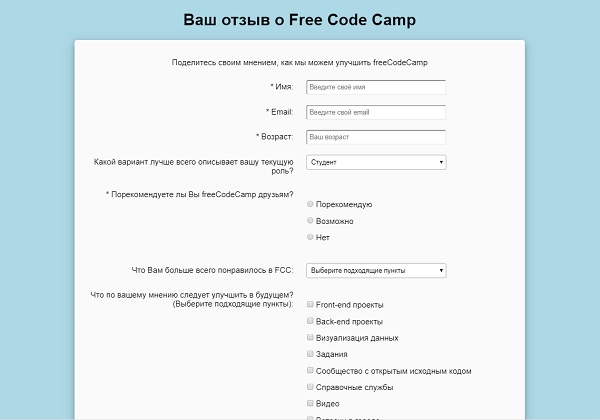 Ваш отзыв о Free Code Camp
Поделитесь своим мнением, как мы можем улучшить freeCodeCamp
* Имя:
Введите своё имя
* Email:
Введите свой email
* Возраст:
Ваш возраст
Какой вариант лучше всего описывает вашу текущую
роль?
Студент
* Порекомендуете лы Вы freeCodeCamp друзьям?
Порекомендую
Возможно
Нет
Что Вам больше всего понравилось в FCC:
Выберите подходящие пункты
Что по вашему мнению следует улучшить в будущем?
(Выберите подходящие пункты):
Front-end проекты
Back-end проекты
Визуализация данных
Задания
Сообщество с открытым исходным кодом
Справочные службы
Видео